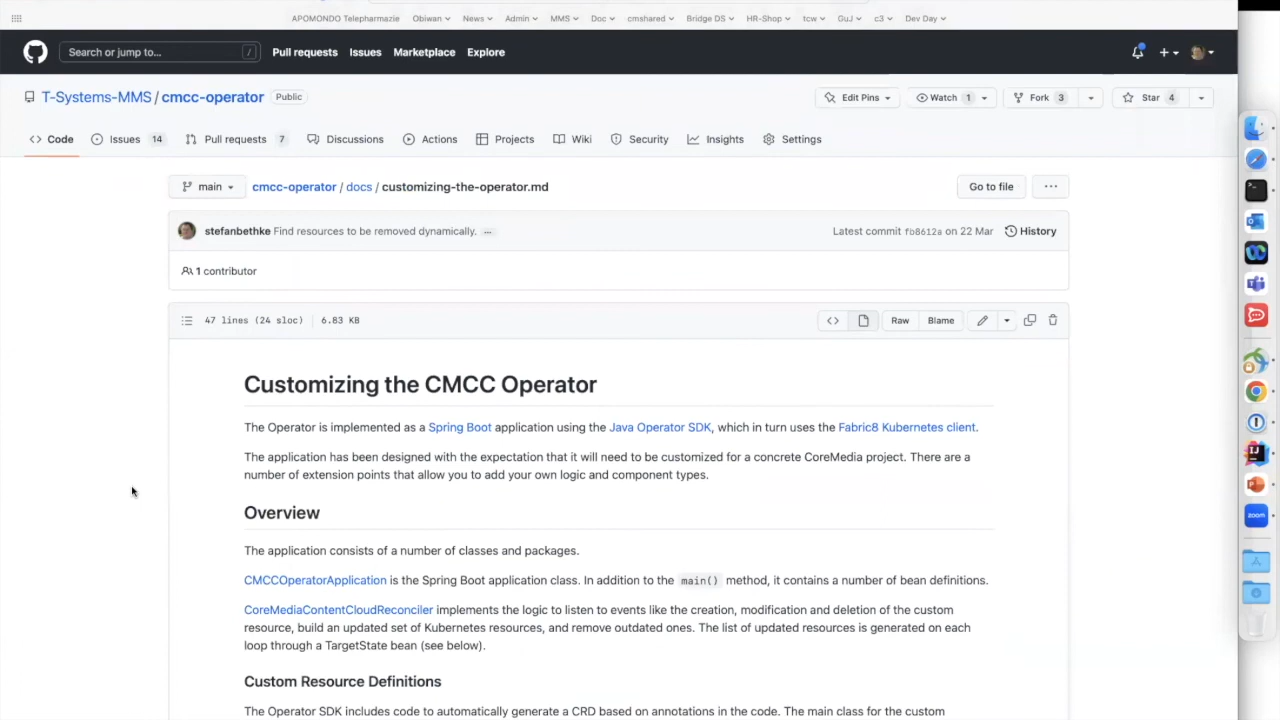 APOMONDO Telepharmazie Obiwan News Admin MMS Doc cmshared Bridge DS HR-Shop tcw GuJ c3 Dev Day
Search or jump to... / Pull requests Issues Marketplace Explore
T-Systems-MMS / cmcc-operator Public Edit Pins Watch 1 Fork 3 Star 4
<> Code Issues 14 Pull requests 7 Discussions Actions Projects Wiki Security Insights Settings
main cmcc-operator / docs / customizing-the-operator.md Go to file ...
stefanbethke Find resources to be removed dynamically. ... Latest commit fb8612a on 22 Mar History
1 contributor
47 lines (24 sloc) 6.83 KB <> Raw Blame
Customizing the CMCC Operator
The Operator is implemented as a Spring Boot application using the Java Operator SDK, which in turn uses the Fabric8 Kubernetes client.
The application has been designed with the expectation that it will need to be customized for a concrete CoreMedia project. There are a
number of extension points that allow you to add your own logic and component types.
Overview
The application consists of a number of classes and packages.
CMCCOperatorApplication is the Spring Boot application class. In addition to the main() method, it contains a number of bean definitions.
CoreMediaContentCloudReconciler implements the logic to listen to events like the creation, modification and deletion of the custom
resource, build an updated set of Kubernetes resources, and remove outdated ones. The list of updated resources is generated on each
loop through a TargetState bean (see below).
Custom Resource Definitions
The Operator SDK includes code to automatically generate a CRD based on annotations in the code. The main class for the custom
zoom